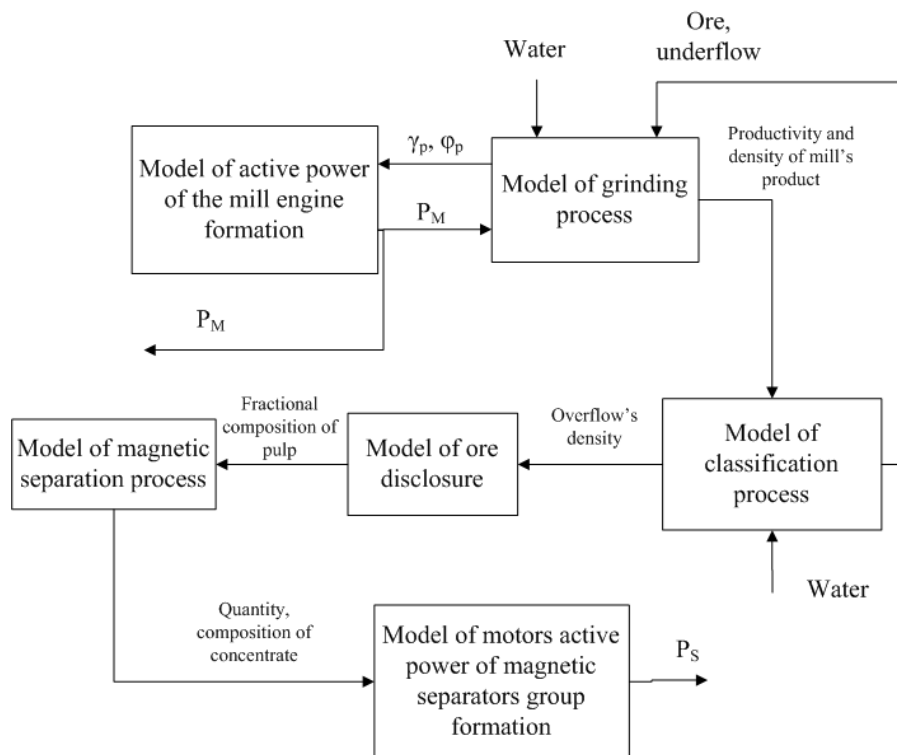 Ore,
underflow
Water
Productivity and
density of mill's
product
γp, φp
Model of active power
of the mill engine
formation
Model of grinding
process
PM
PM
Fractional
composition of
pulp
Overflow's
density
Model of magnetic
separation process
Model of ore
disclosure
Model of
classification
process
Water
Quantity,
composition of
concentrate
Model of motors active
power of magnetic
separators group
formation
PS